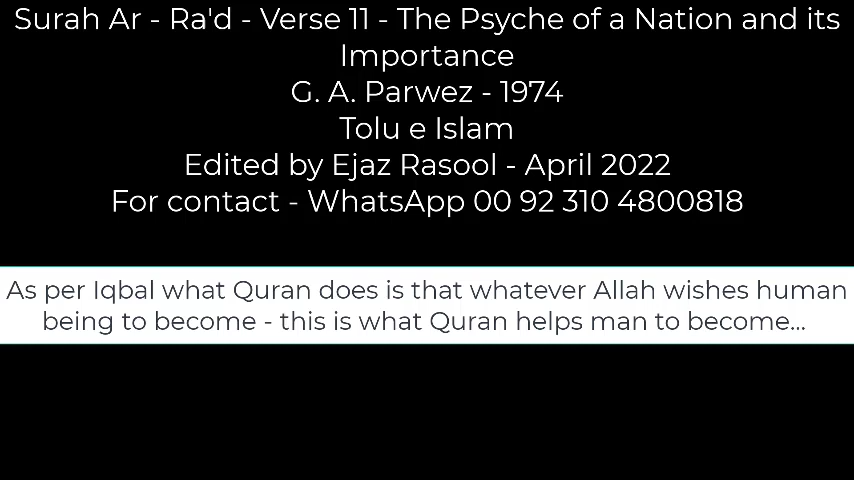 Surah Ar - Ra'd - Verse 11 - The Psyche of a Nation and its
Importance
G. A. Parwez - 1974
Tolu e Islam
Edited by Ejaz Rasool - April 2022
For contact - WhatsApp 00 92 310 4800818
As per Iqbal what Quran does is that whatever Allah wishes human
being to become - this is what Quran helps man to become...